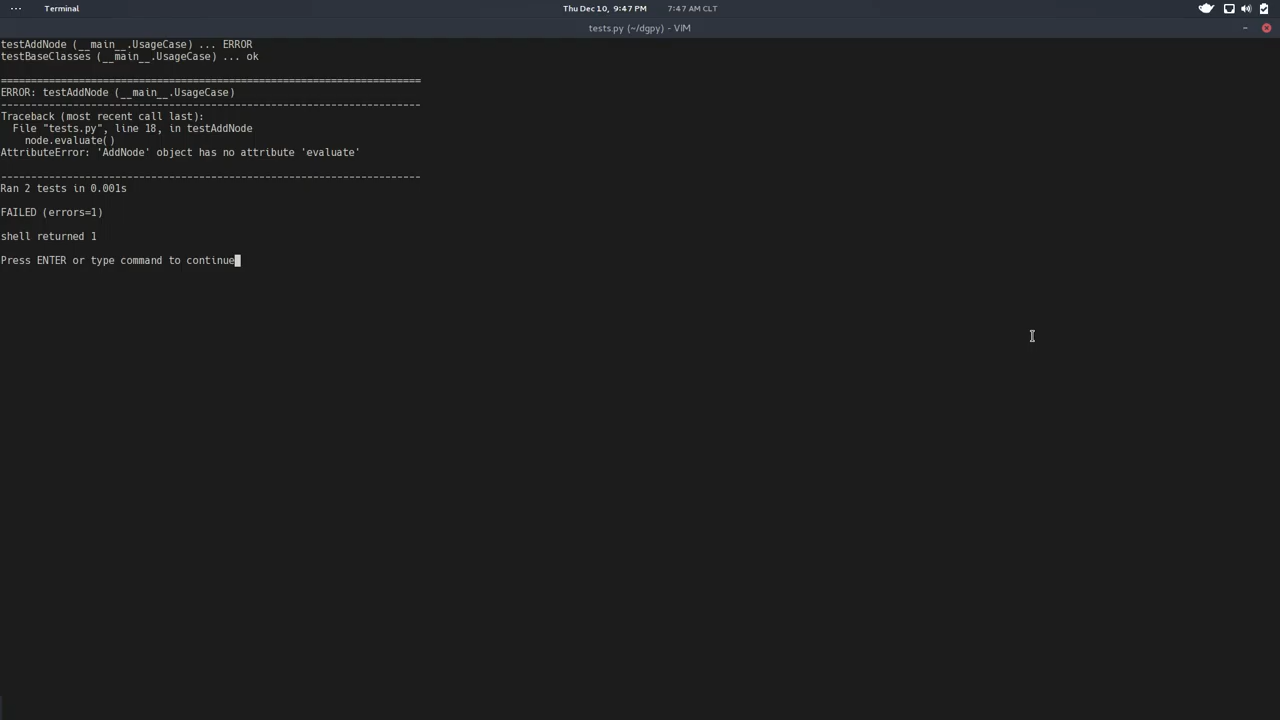 Terminal
Thu Dec 10, 9:47 PM 7:47 AM CLT
tests.py (~/dgpy) - VIM
testAddNode (__main__.UsageCase) ... ERROR
testBaseClasses (__main__.UsageCase) ... ok
======================================================================
ERROR: testAddNode (__main__.UsageCase)
----------------------------------------------------------------------
Traceback (most recent call last):
  File "tests.py", line 18, in testAddNode
    node.evaluate()
AttributeError: 'AddNode' object has no attribute 'evaluate'
----------------------------------------------------------------------
Ran 2 tests in 0.001s
FAILED (errors=1)
shell returned 1
Press ENTER or type command to continue